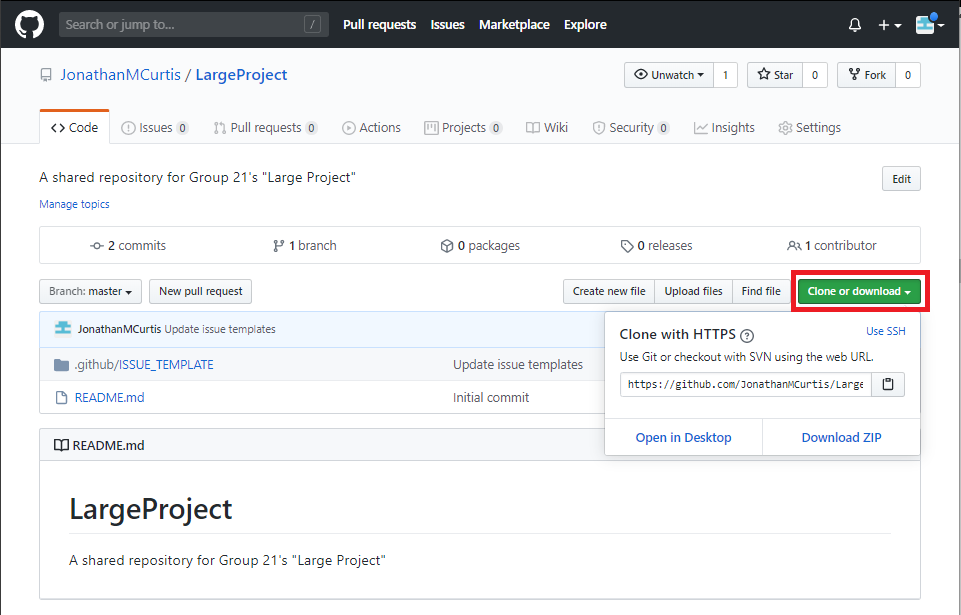 Search or jump to... / Pull requests Issues Marketplace Explore
JonathanMCurtis / LargeProject Unwatch 1 Star 0 Fork 0
Code Issues 0 Pull requests 0 Actions Projects 0 Wiki Security 0 Insights Settings
A shared repository for Group 21's "Large Project" Edit
Manage topics
2 commits 1 branch 0 packages 0 releases 1 contributor
Branch: master New pull request Create new file Upload files Find file Clone or download
JonathanMCurtis Update issue templates
.github/ISSUE_TEMPLATE Update issue templates
README.md Initial commit
Clone with HTTPS ? Use SSH
Use Git or checkout with SVN using the web URL.
https://github.com/JonathanMCurtis/Large
Open in Desktop Download ZIP
README.md
LargeProject
A shared repository for Group 21's "Large Project"